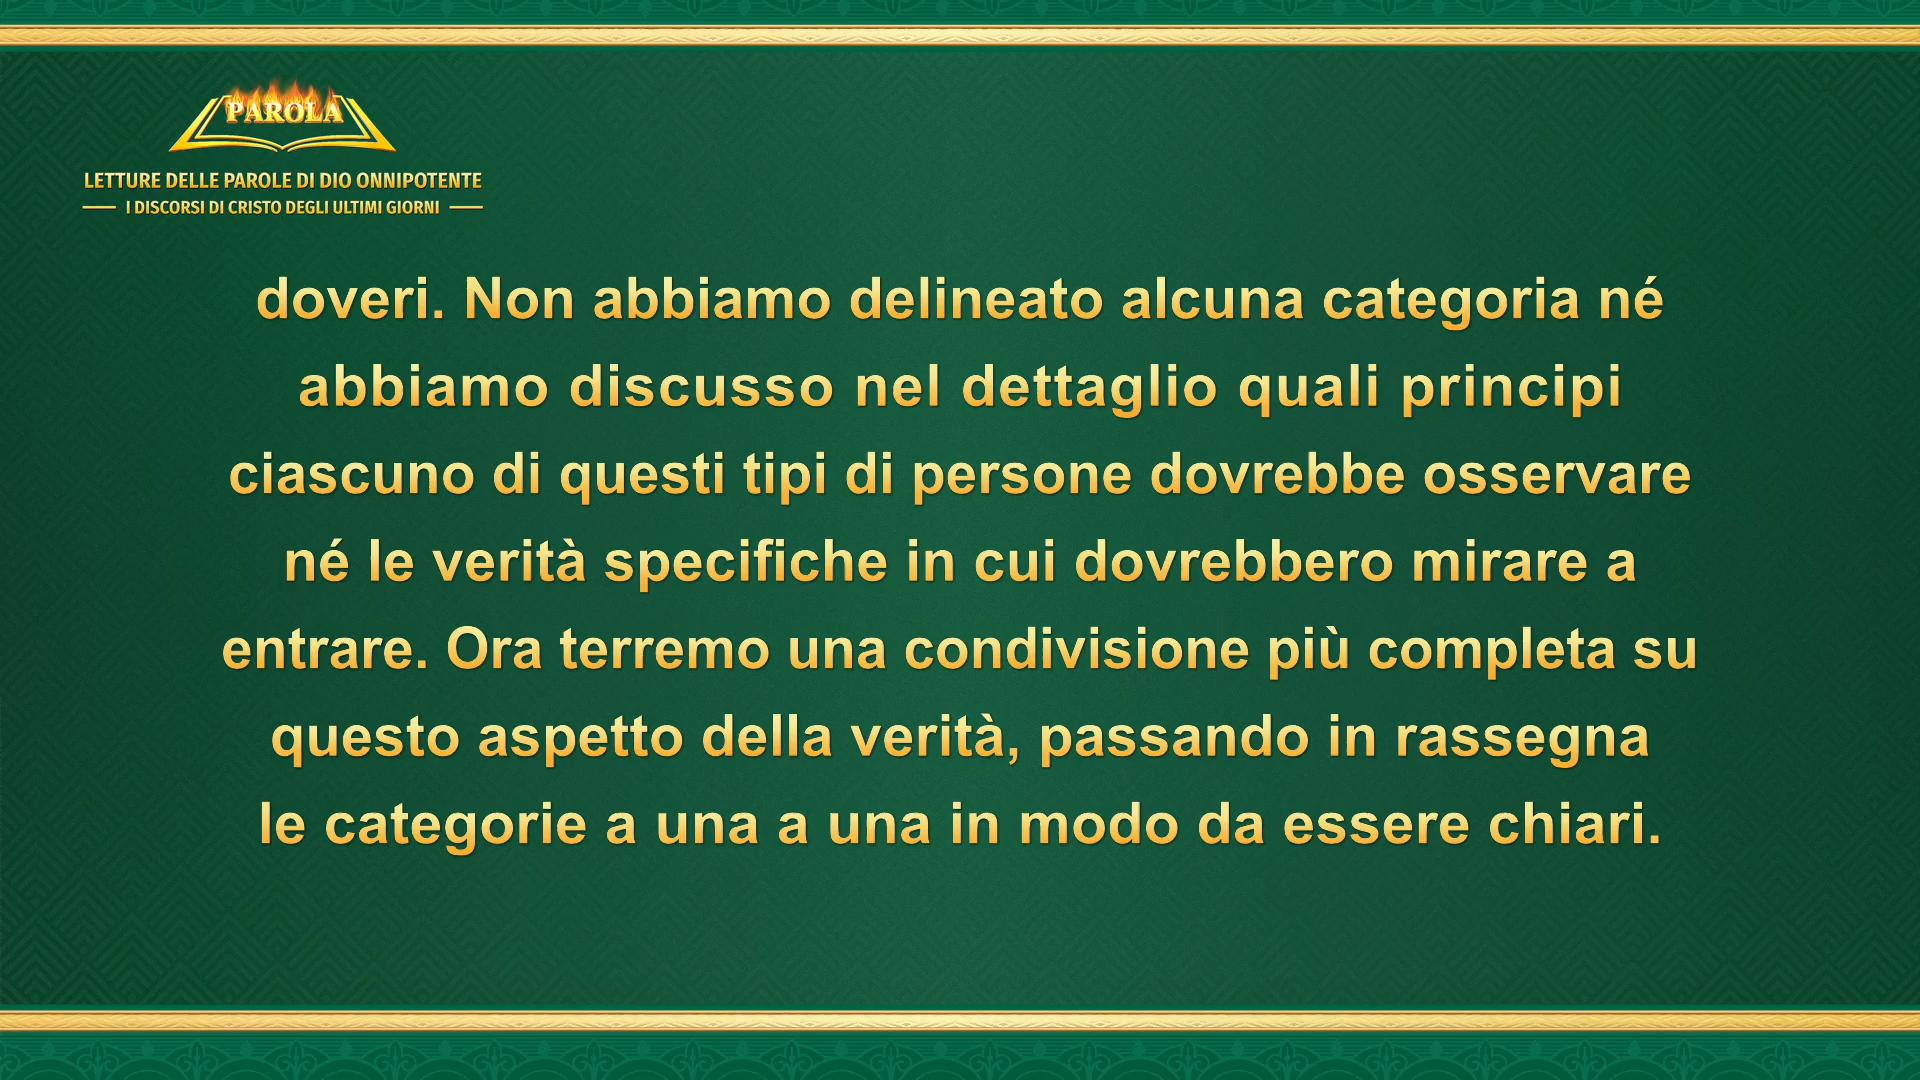 PAROLA
LETTURE DELLE PAROLE DI DIO ONNIPOTENTE
I DISCORSI DI CRISTO DEGLI ULTIMI GIORNI
doveri. Non abbiamo delineato alcuna categoria né
abbiamo discusso nel dettaglio quali principi
ciascuno di questi tipi di persone dovrebbe osservare
né le verità specifiche in cui dovrebbero mirare a
entrare. Ora terremo una condivisione più completa su
questo aspetto della verità, passando in rassegna
le categorie a una a una in modo da essere chiari.